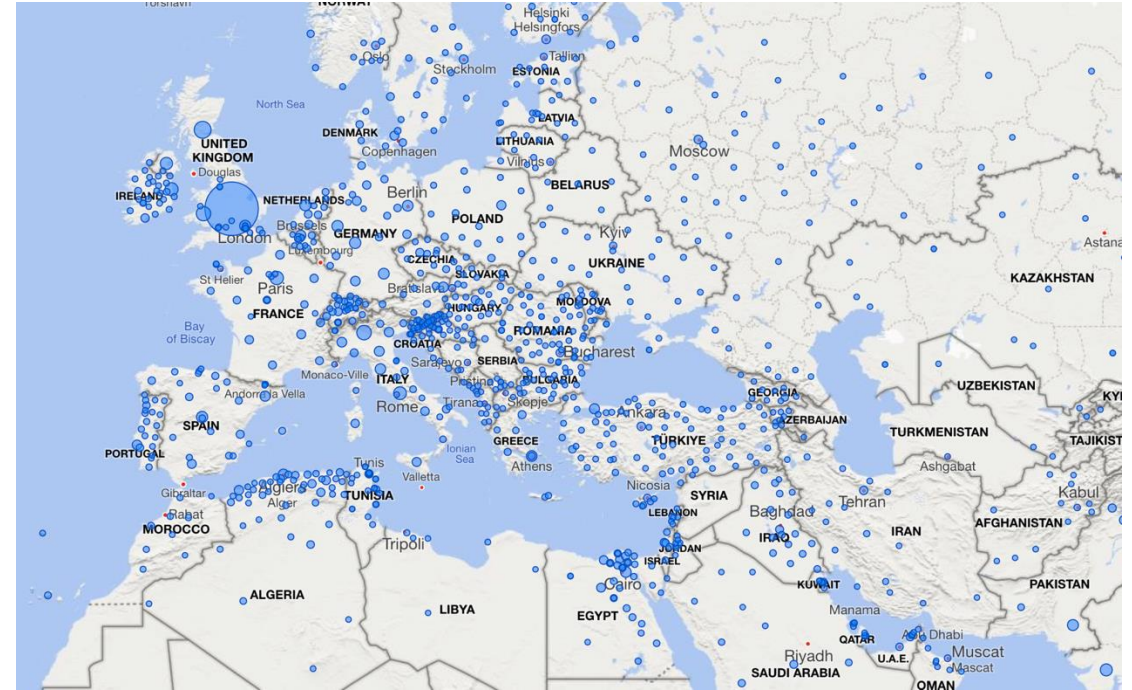 NORWAY
Helsinki
Helsingfors
Oslo
Stockholm
Tallinn
ESTONIA
North Sea
LATVIA
DENMARK
LITHUANIA
Copenhagen
Moscow
UNITED
KINGDOM
Vilnius
Douglas
BELARUS
IRELAND
NETHERLANDS
Berlin
POLAND
London
Brussels
GERMANY
Kyiv
Astana
Luxembourg
CZECHIA
UKRAINE
St Helier
SLOVAKIA
KAZAKHSTAN
Paris
Bratislava
FRANCE
HUNGARY
MOLDOVA
Bay
of Biscay
ROMANIA
CROATIA
Bucharest
Sarajevo
SERBIA
Monaco-Ville
ITALY
Pristina
BULGARIA
UZBEKISTAN
Andorra la Vella
GEORGIA
KY
Rome
Tirana
Skopje
Ankara
AZERBAIJAN
SPAIN
TURKMENISTAN
TÜRKIYE
TAJIKIST
PORTUGAL
Ionian
Sea
GREECE
Athens
Ashgabat
Tunis
Valletta
Nicosia
Gibraltar
Algiers
Alger
TUNISIA
SYRIA
Tehran
Kabul
Rabat
MOROCCO
LEBANON
Baghdad
AFGHANISTAN
Tripoli
IRAQ
IRAN
JORDAN
ISRAEL
Cairo
KUWAIT
PAKISTAN
ALGERIA
LIBYA
EGYPT
Manama
QATAR
Abu Dhabi
Riyadh
U.A.E.
Muscat
Mascat
SAUDI ARABIA
OMAN